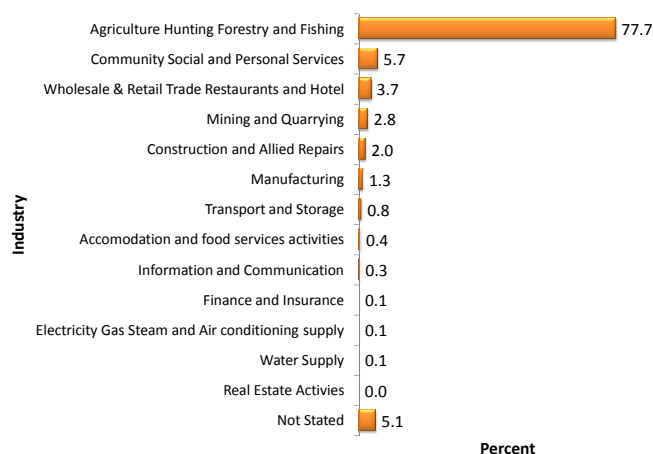 Agriculture Hunting Forestry and Fishing 77.7
Community Social and Personal Services 5.7
Wholesale & Retail Trade Restaurants and Hotel 3.7
Mining and Quarrying 2.8
Construction and Allied Repairs 2.0
Manufacturing 1.3
Transport and Storage 0.8
Accomodation and food services activities 0.4
Information and Communication 0.3
Finance and Insurance 0.1
Electricity Gas Steam and Air conditioning supply 0.1
Water Supply 0.1
Real Estate Activies 0.0
Not Stated 5.1
Industry
Percent